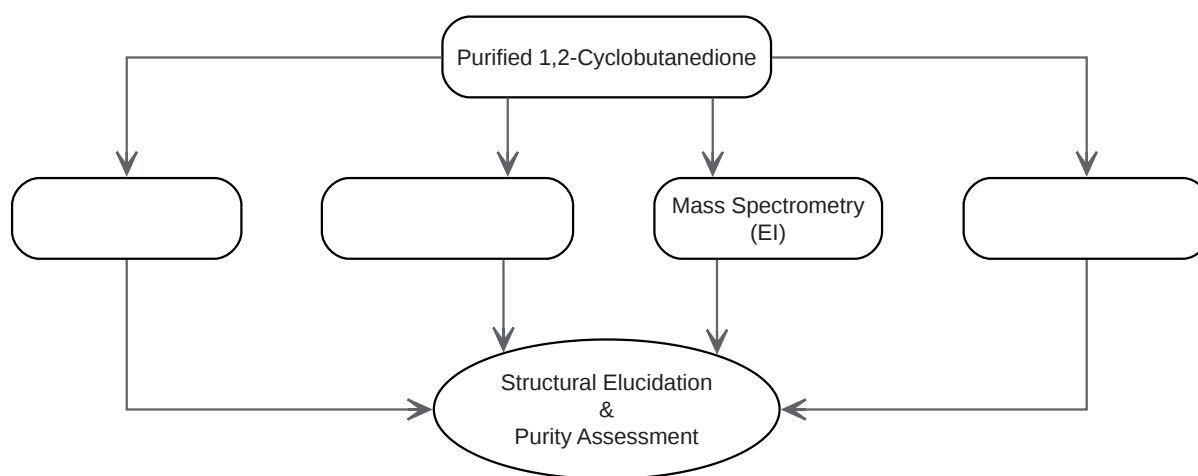 Purified 1,2-Cyclobutanedione
Mass Spectrometry
(EI)
Structural Elucidation
&
Purity Assessment